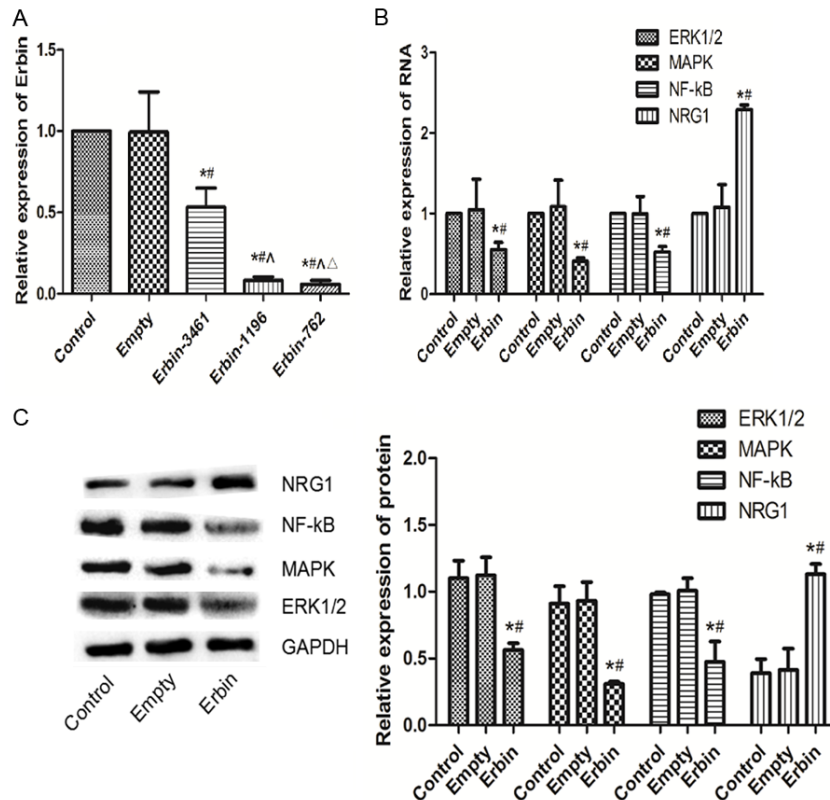 A
Relative expression of Erbin
1.5
1.0
0.5
0.0
*#
*#^
*#^△
Control
Empty
Erbin-3461
Erbin-1196
Erbin-762
B
Relative expression of RNA
3
2
1
0
ERK1/2
MAPK
NF-kB
NRG1
*#
*#
*#
*#
Control
Empty
Erbin
Control
Empty
Erbin
Control
Empty
Erbin
Control
Empty
Erbin
C
NRG1
NF-kB
MAPK
ERK1/2
GAPDH
Control
Empty
Erbin
Relative expression of protein
2.0
1.5
1.0
0.5
0.0
ERK1/2
MAPK
NF-kB
NRG1
*#
*#
*#
*#
Control
Empty
Erbin
Control
Empty
Erbin
Control
Empty
Erbin
Control
Empty
Erbin